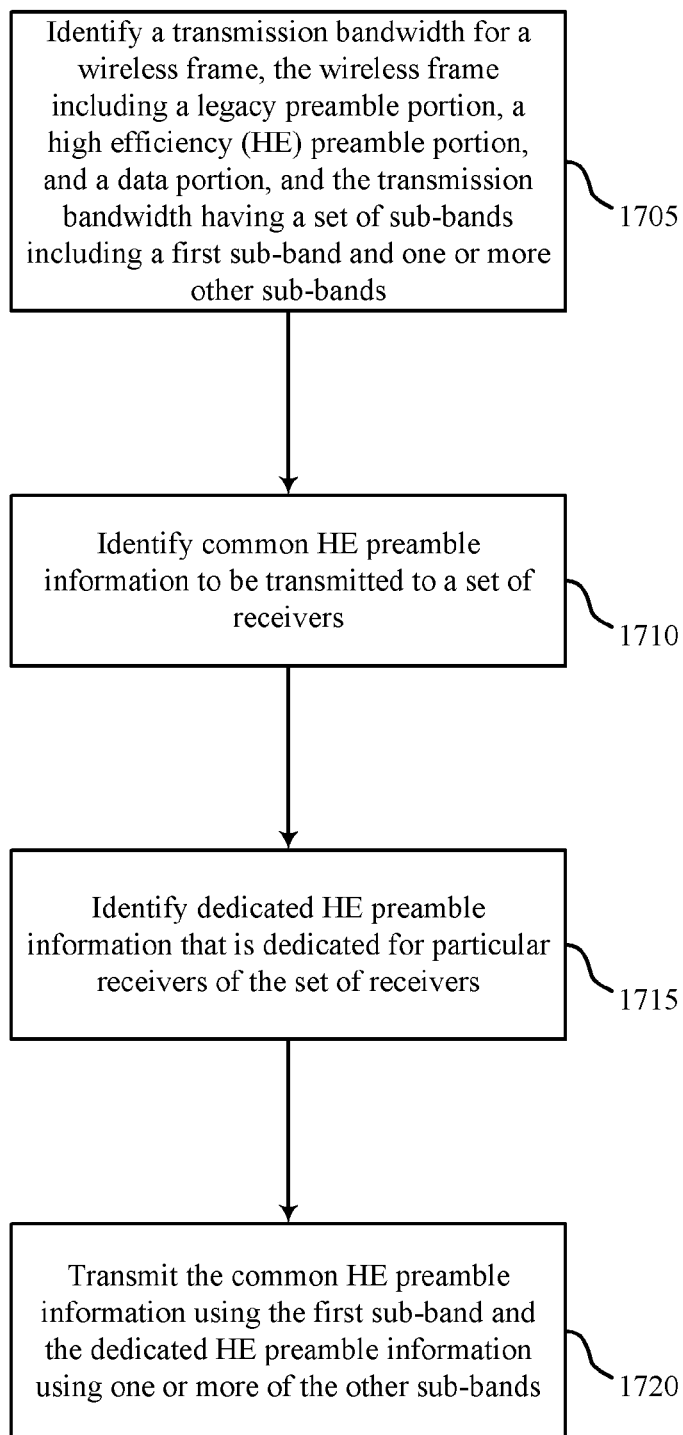 Identify a transmission bandwidth for a
wireless frame, the wireless frame
including a legacy preamble portion, a
high efficiency (HE) preamble portion,
and a data portion, and the transmission
bandwidth having a set of sub-bands
including a first sub-band and one or more
other sub-bands
1705
Identify common HE preamble
information to be transmitted to a set of
receivers
1710
Identify dedicated HE preamble
information that is dedicated for particular
receivers of the set of receivers
1715
Transmit the common HE preamble
information using the first sub-band and
the dedicated HE preamble information
using one or more of the other sub-bands
1720